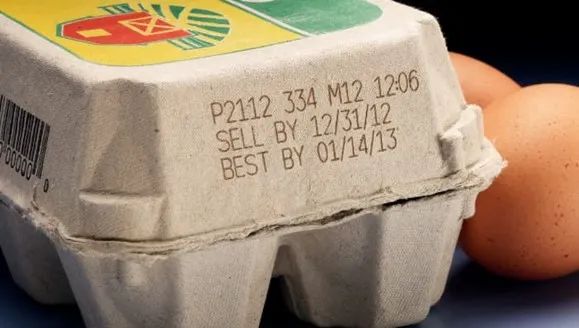 P2112 334 M12 12:06
SELL BY 12/31/12
BEST BY 01/14/13